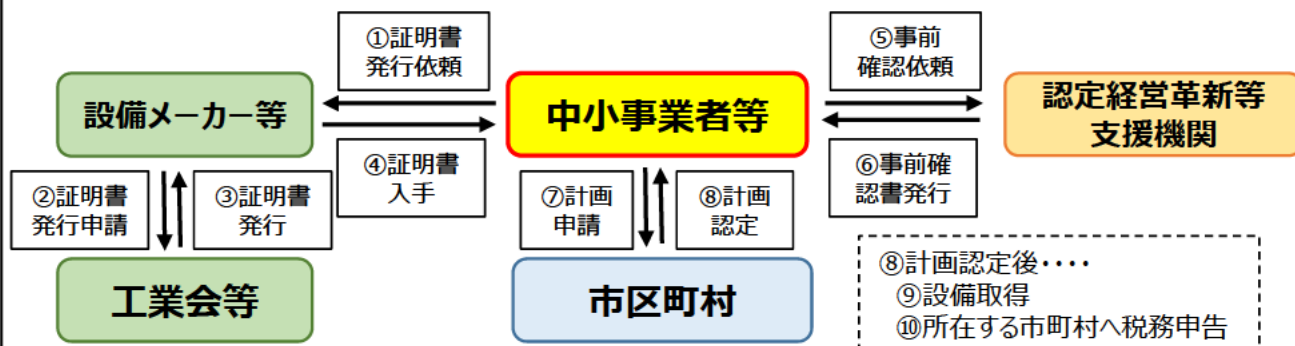 ①証明書
発行依頼
⑤事前
確認依頼
設備メーカー等
中小事業者等
認定経営革新等
支援機関
②証明書
発行申請
③証明書
発行
④証明書
入手
⑦計画
申請
⑧計画
認定
⑥事前確
認書発行
工業会等
市区町村
⑧計画認定後････
⑨設備取得
⑩所在する市町村へ税務申告